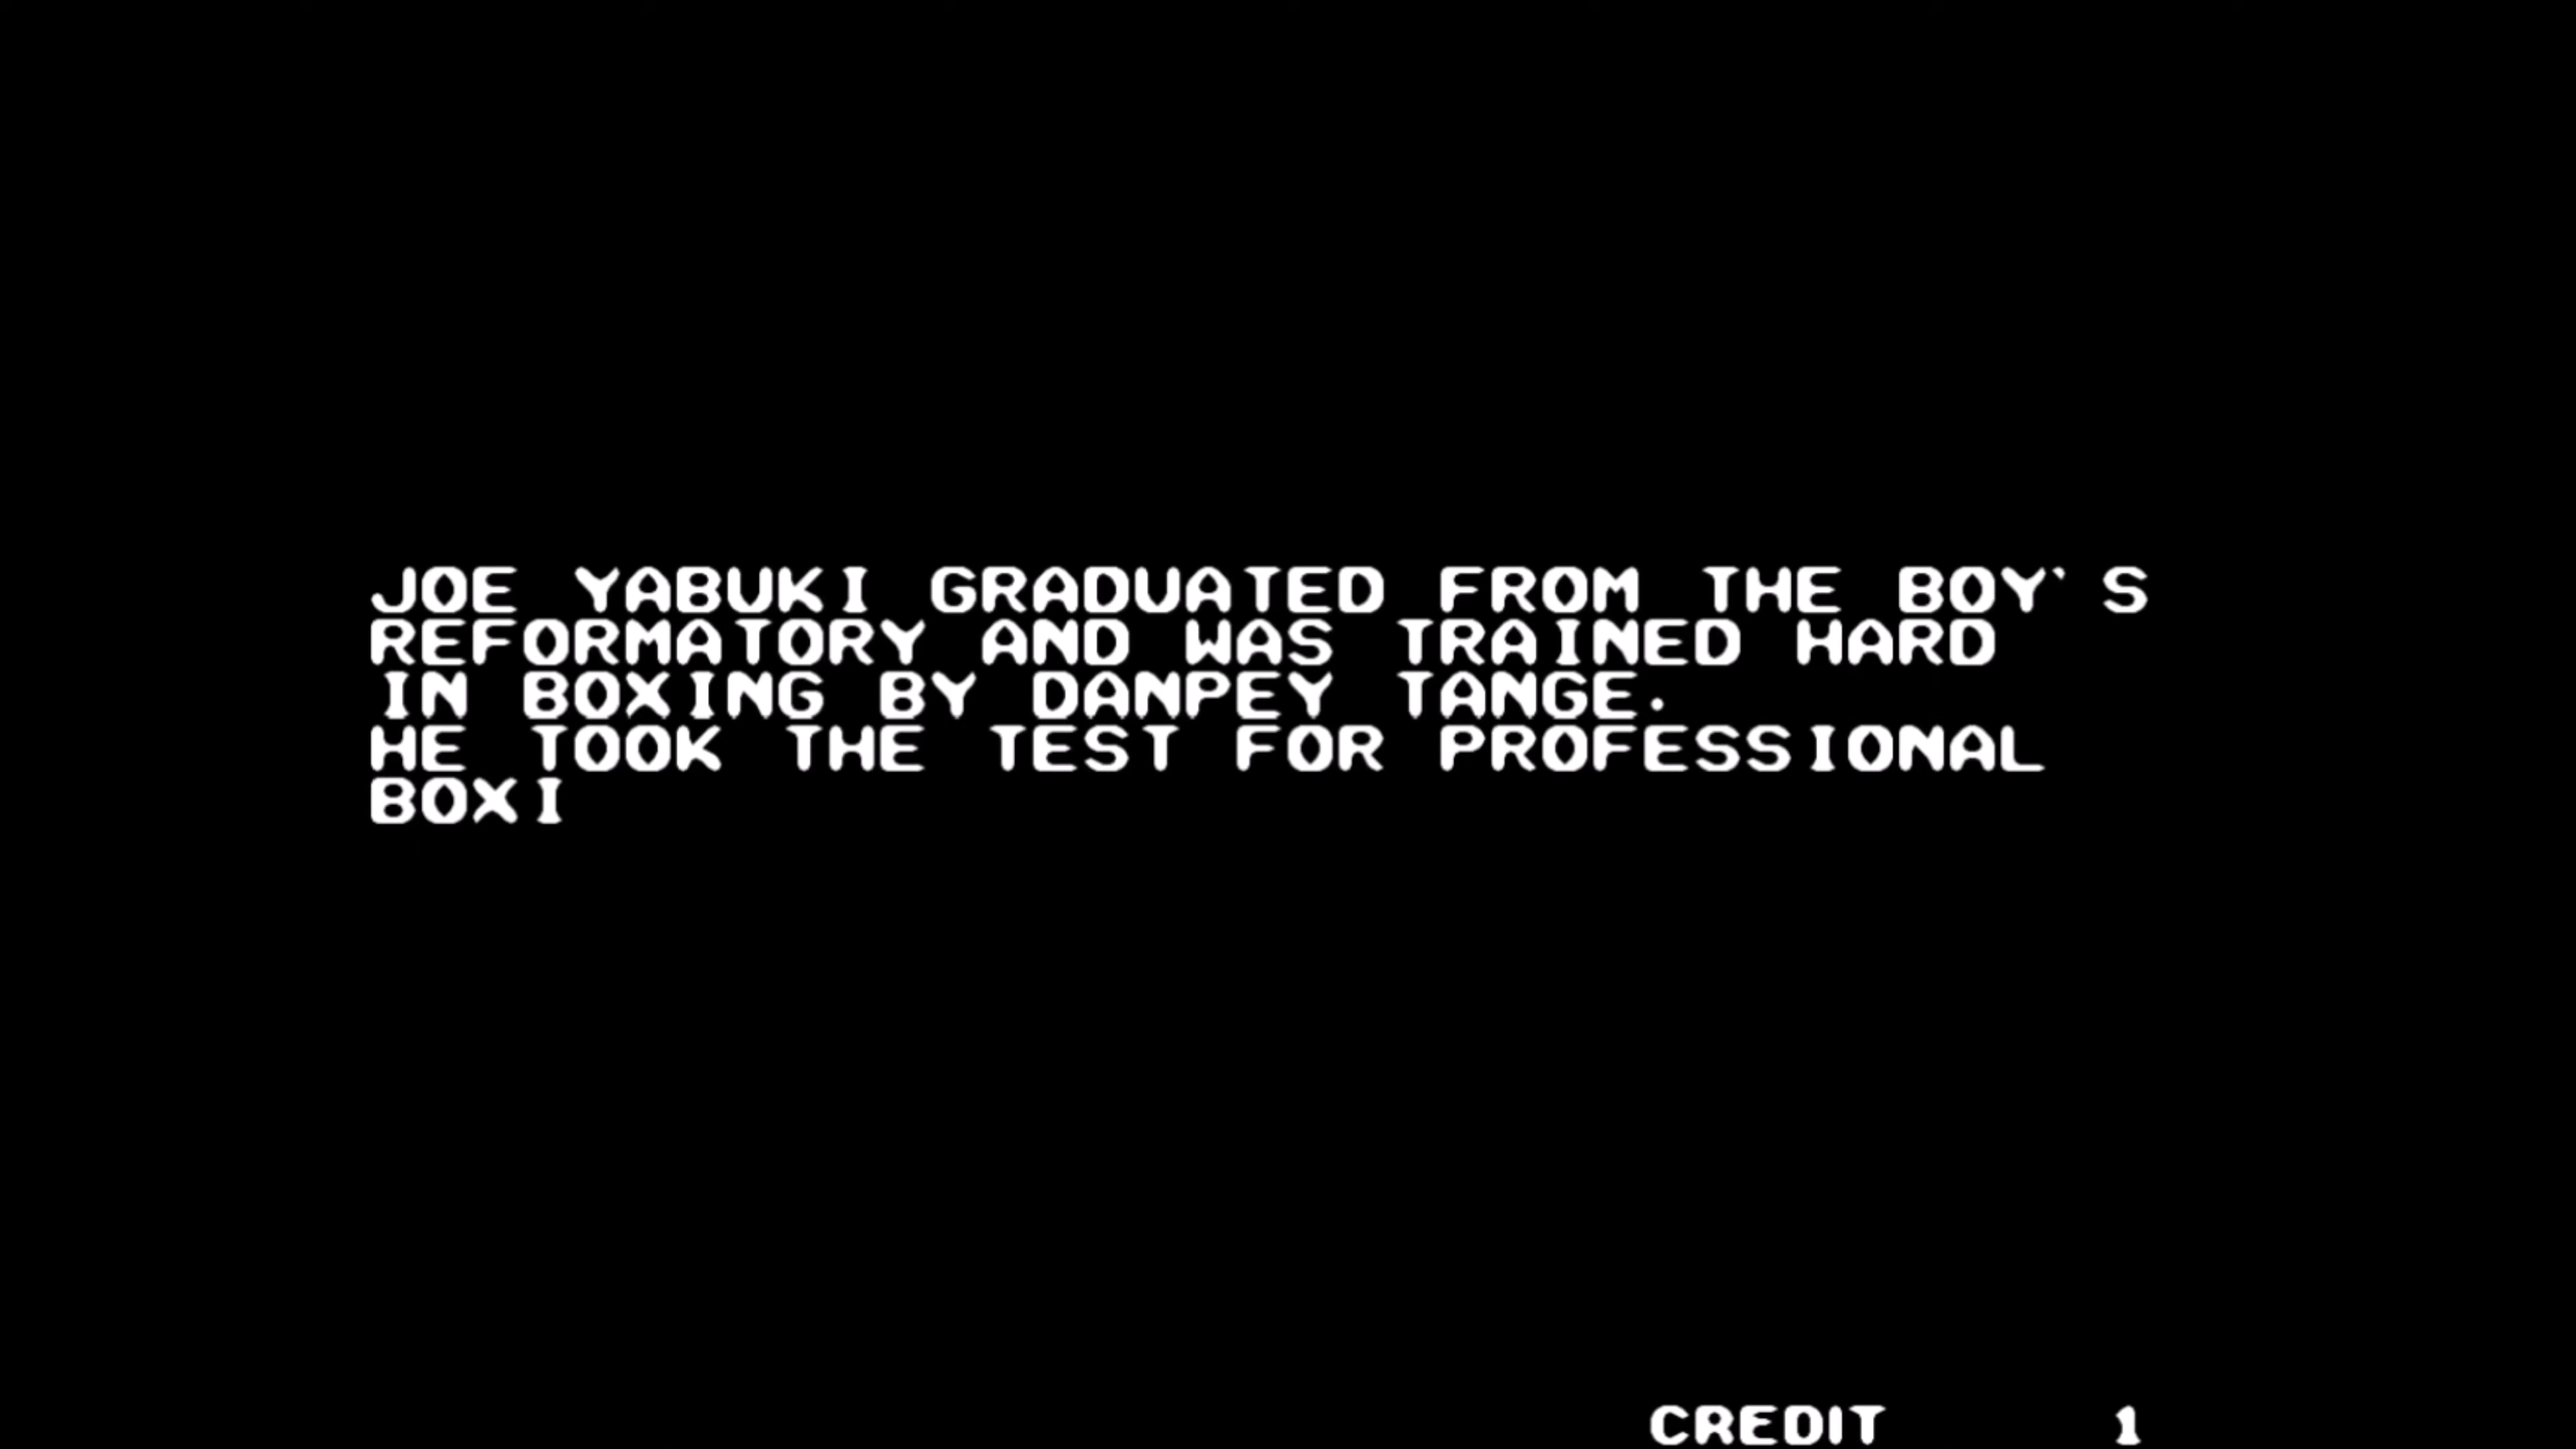 JOE YABUKI GRADUATED FROM THE BOY'S
REFORMATORY AND WAS TRAINED HARD
IN BOXING BY DANPEY TANGE.
HE TOOK THE TEST FOR PROFESSIONAL
BOXI
CREDIT 1